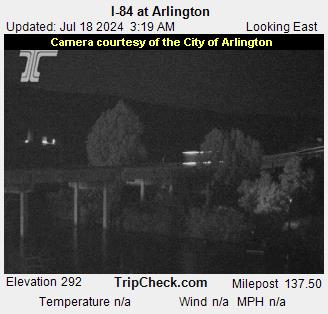 I-84 at Arlington
Updated: Jul 18 2024 3:19 AM Looking East
Camera courtesy of the City of Arlington
Elevation 292 TripCheck.com Milepost 137.50
Temperature n/a Wind n/a MPH n/a